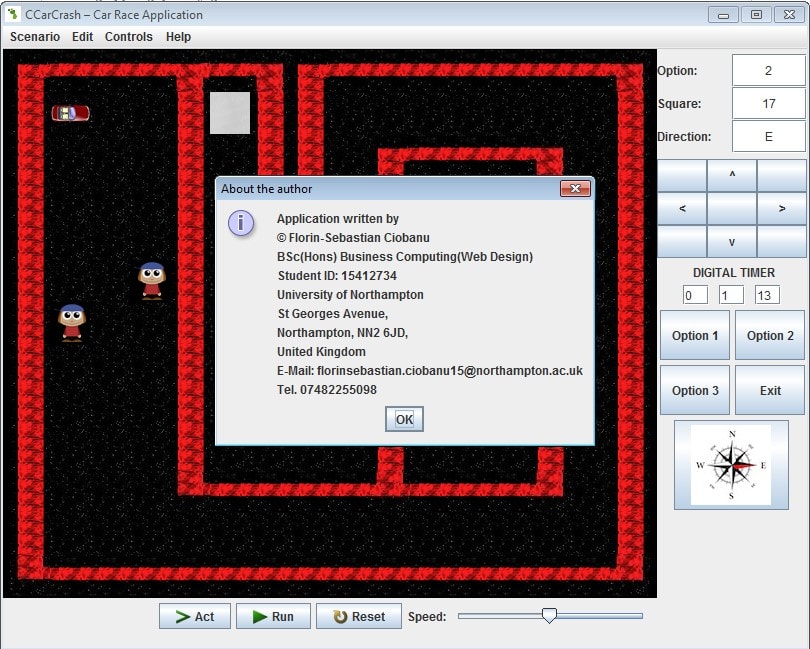 CCarCrash – Car Race Application
Scenario Edit Controls Help
Option: 2
Square: 17
Direction: E
^
< >
v
DIGITAL TIMER
0 1 13
Option 1 Option 2
Option 3 Exit
N
W E
S
About the author
Application written by
© Florin-Sebastian Ciobanu
BSc(Hons) Business Computing(Web Design)
Student ID: 15412734
University of Northampton
St Georges Avenue,
Northampton, NN2 6JD,
United Kingdom
E-Mail: florinsebastian.ciobanu15@northampton.ac.uk
Tel. 07482255098
OK
Act Run Reset Speed: